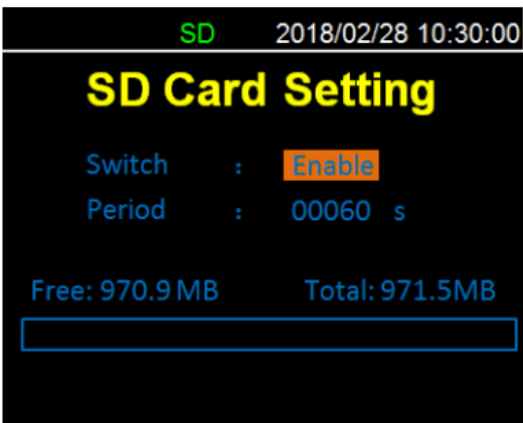 SD 2018/02/28 10:30:00
SD Card Setting
Switch : Enable
Period : 00060 s
Free: 970.9 MB Total: 971.5MB